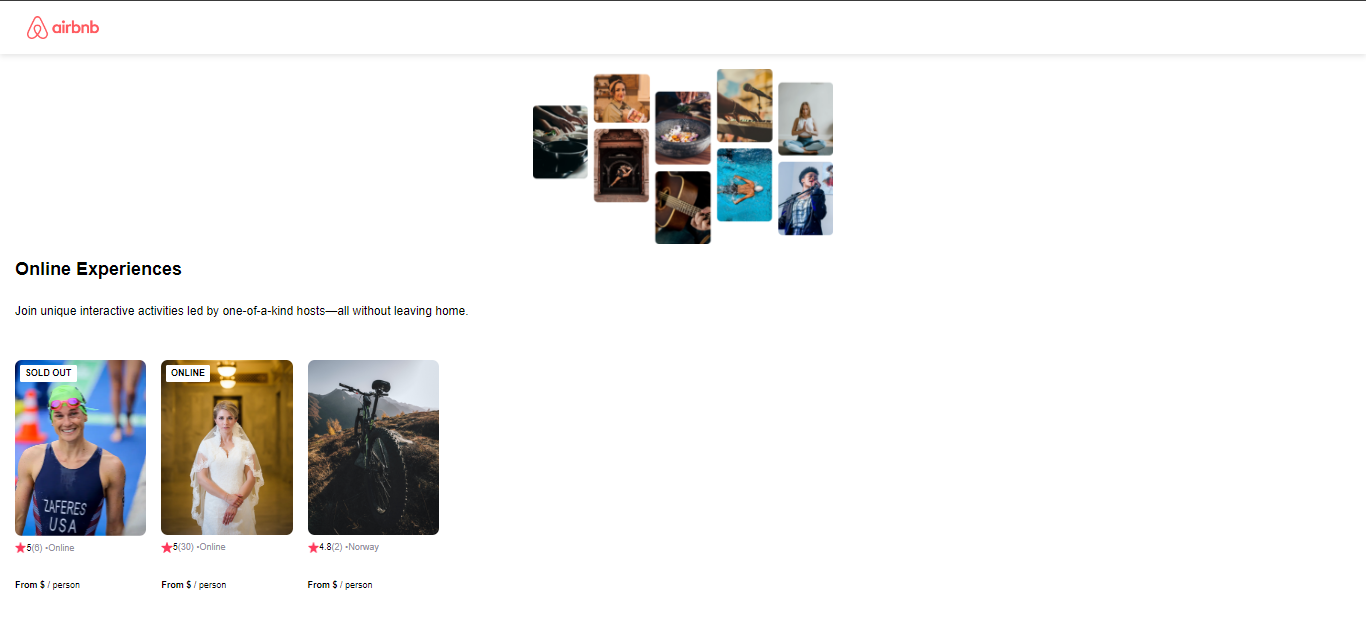 airbnb
Online Experiences
Join unique interactive activities led by one-of-a-kind hosts—all without leaving home.
SOLD OUT
ZAFERES
USA
5(6) •Online
From $ / person
ONLINE
5(30) •Online
From $ / person
4.8(2) •Norway
From $ / person